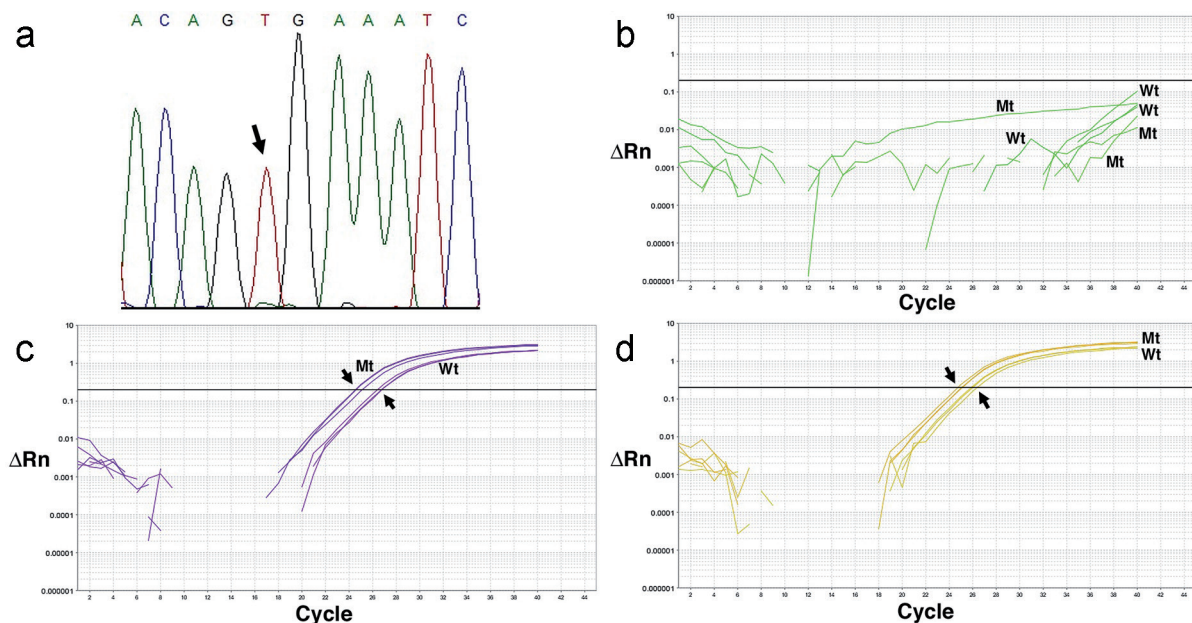 a
A C A G T G A A A T C
b
10
1
0.1
0.01
0.001
0.0001
0.00001
0.000001
ΔRn
Mt
Wt
Wt
Wt
Mt
Mt
2 4 6 8 10 12 14 16 18 20 22 24 26 28 30 32 34 36 38 40 42 44
Cycle
c
10
1
0.1
0.01
0.001
0.0001
0.00001
0.000001
ΔRn
Mt
Wt
2 4 6 8 10 12 14 16 18 20 22 24 26 28 30 32 34 36 38 40 42 44
Cycle
d
10
1
0.1
0.01
0.001
0.0001
0.00001
0.000001
ΔRn
Mt
Wt
2 4 6 8 10 12 14 16 18 20 22 24 26 28 30 32 34 36 38 40 42 44
Cycle